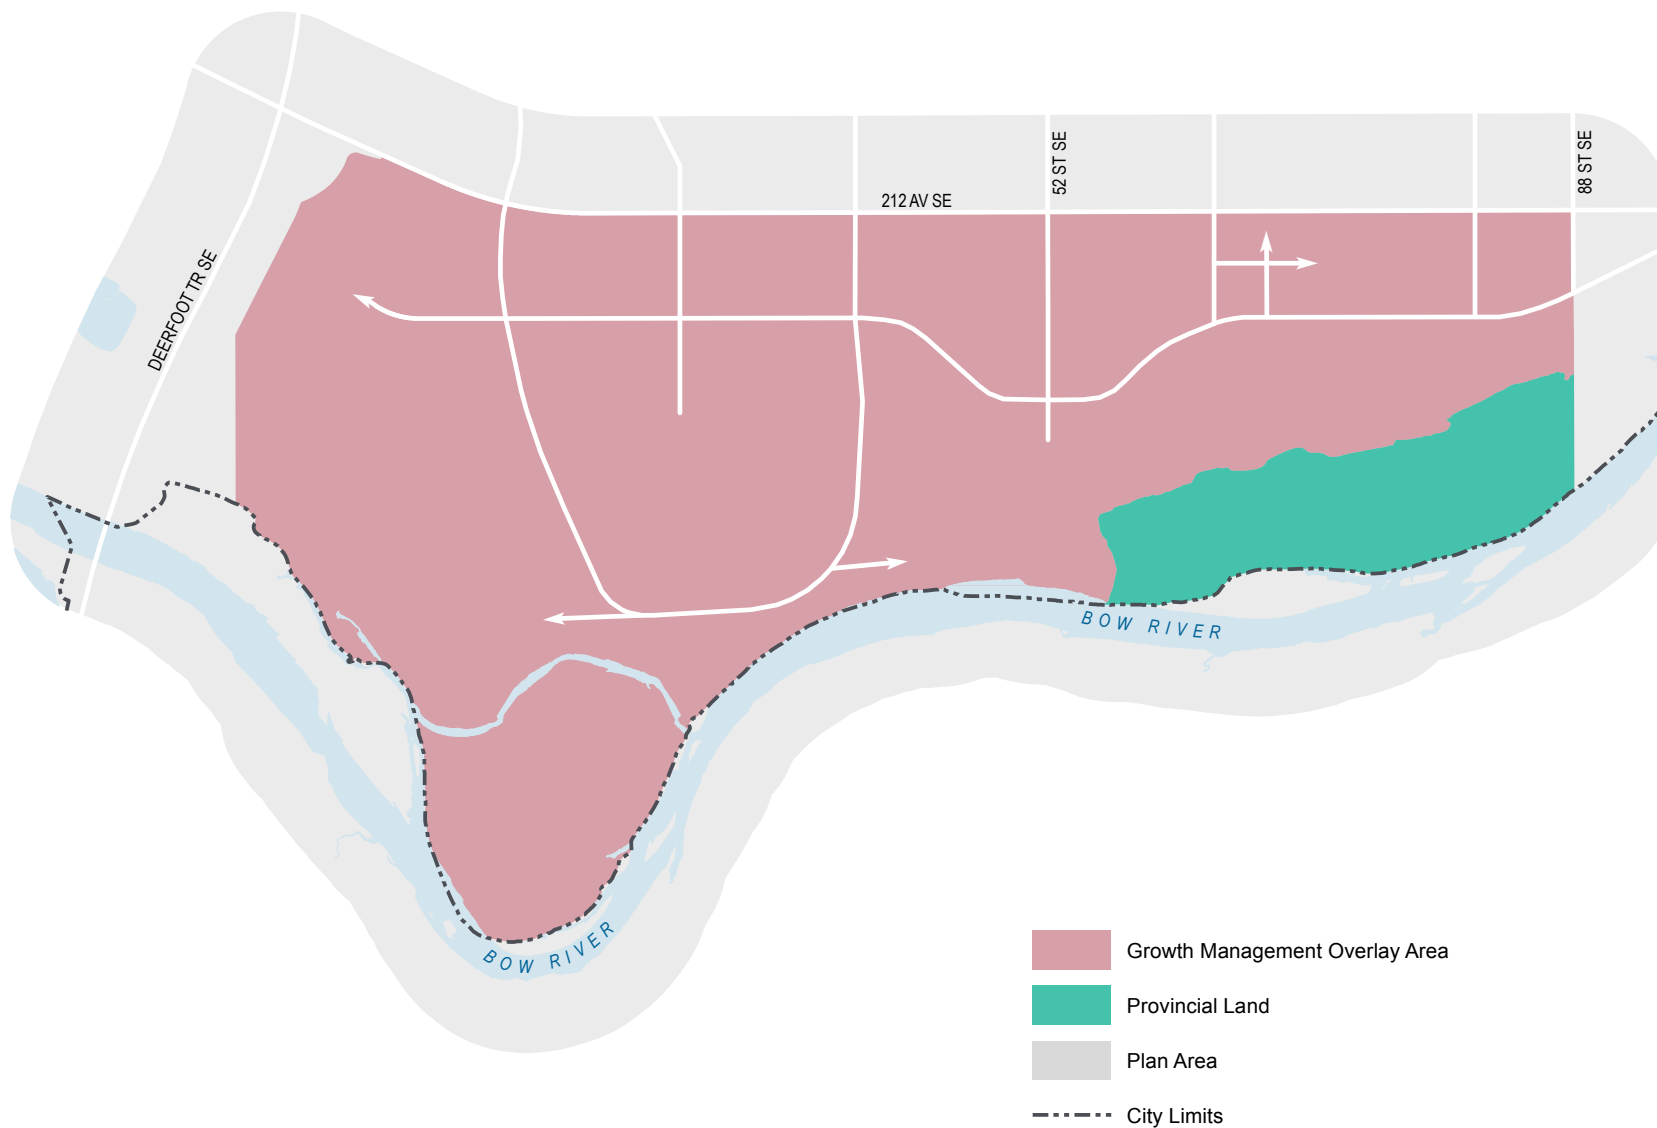 52 ST SE
88 ST SE
212 AV SE
DEERFOOT TR SE
BOW RIVER
BOW RIVER
Growth Management Overlay Area
Provincial Land
Plan Area
City Limits